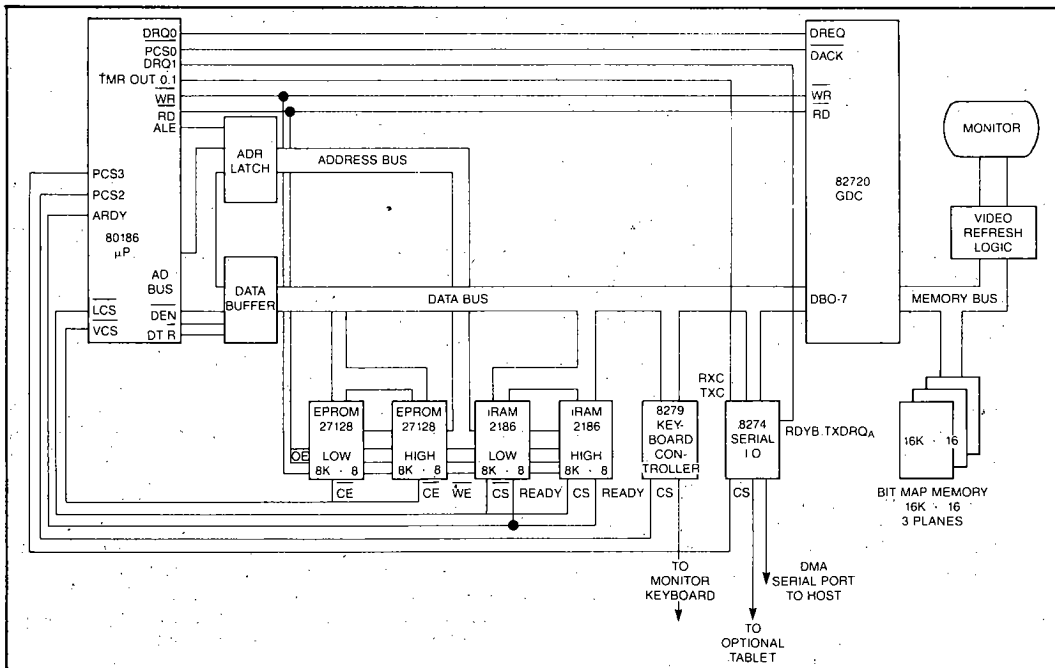 DRQ0
PCS0
DRQ1
TMR OUT 0.1
WR
RD
ALE
PCS3
PCS2
ARDY
80186
µP
AD
BUS
LCS
DEN
VCS
DT R
ADR
LATCH
ADDRESS BUS
DATA
BUFFER
DATA BUS
DREQ
DACK
WR
RD
82720
GDC
DBO-7
MONITOR
VIDEO
REFRESH
LOGIC
MEMORY BUS
EPROM
27128
LOW
8K · 8
OE
CE
EPROM
27128
HIGH
8K · 8
CE
WE
iRAM
2186
LOW
8K · 8
CS
READY
iRAM
2186
HIGH
8K · 8
CS
READY
8279
KEY-
BOARD
CON-
TROLLER
CS
RXC
TXC
8274
SERIAL
I O
CS
RDYB TXDRQA
16K · 16
BIT MAP MEMORY
16K · 16
3 PLANES
TO
MONITOR
KEYBOARD
DMA
SERIAL PORT
TO HOST
TO
OPTIONAL
TABLET